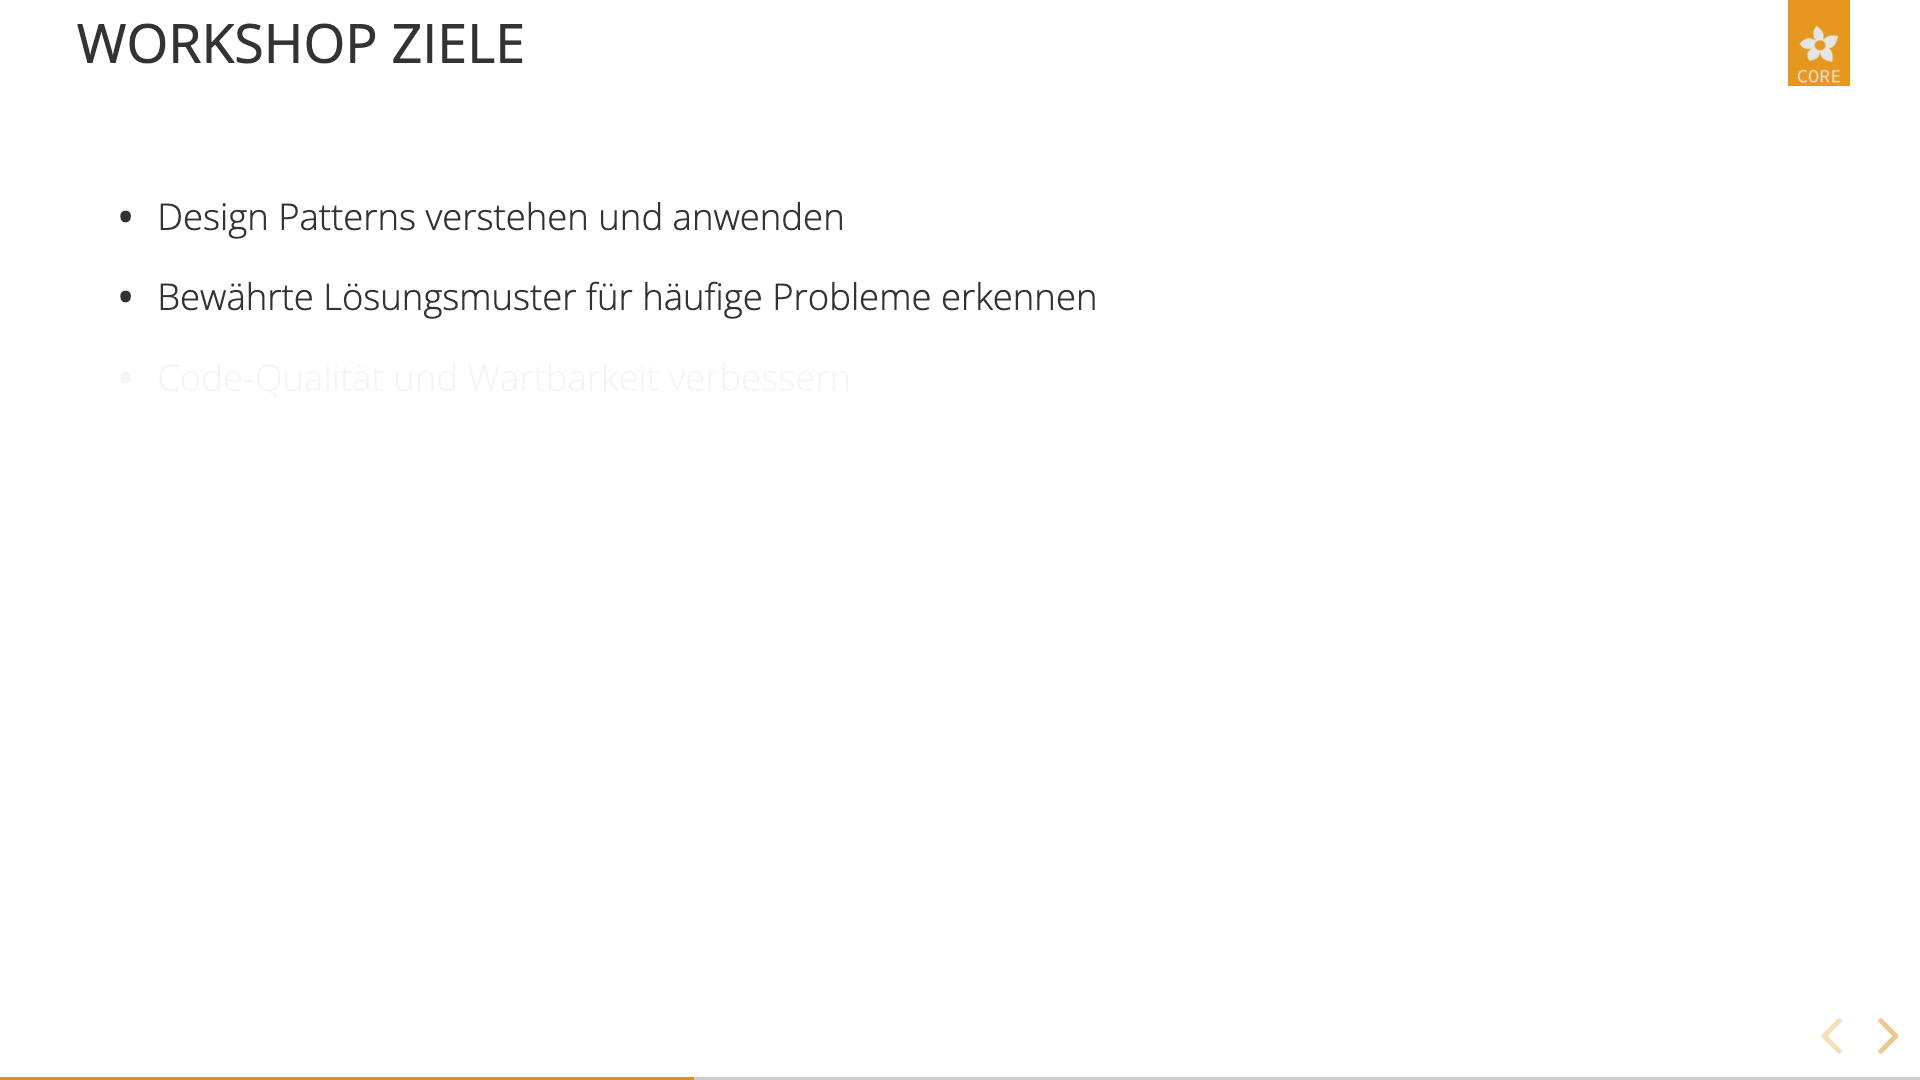 WORKSHOP ZIELE
CORE
• Design Patterns verstehen und anwenden
• Bewährte Lösungsmuster für häufige Probleme erkennen
• Code-Qualität und Wartbarkeit verbessern